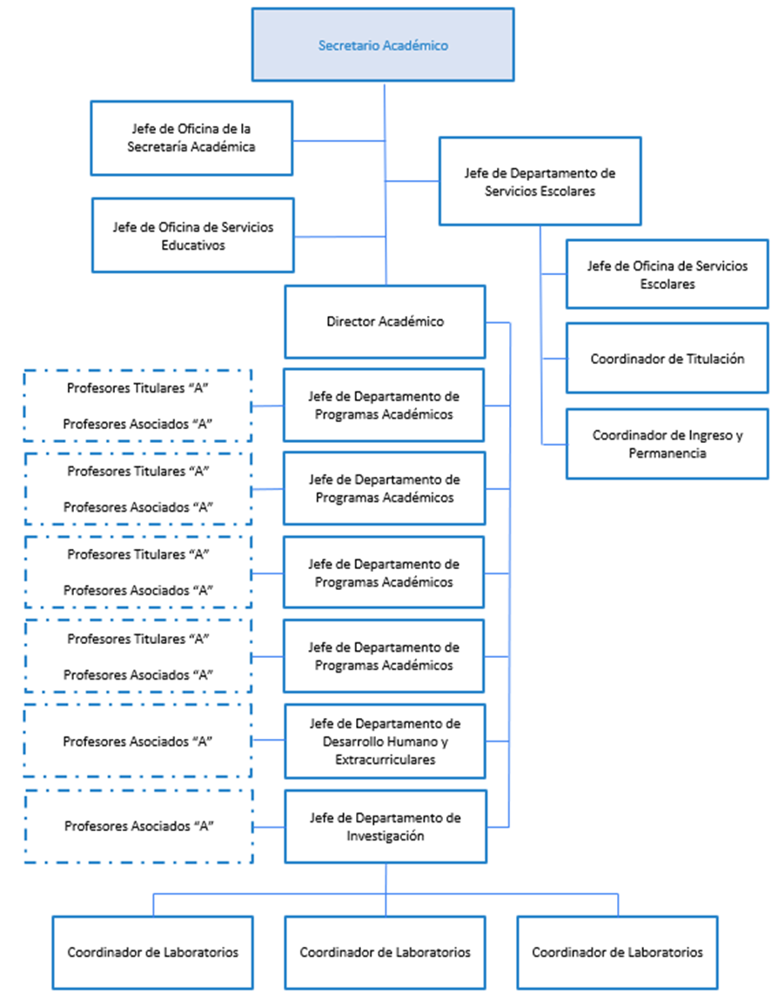 Secretario Académico
Jefe de Oficina de la
Secretaría Académica
Jefe de Departamento de
Servicios Escolares
Jefe de Oficina de Servicios
Educativos
Jefe de Oficina de Servicios
Escolares
Director Académico
Coordinador de Titulación
Profesores Titulares “A”
Profesores Asociados “A”
Jefe de Departamento de
Programas Académicos
Coordinador de Ingreso y
Permanencia
Profesores Titulares “A”
Profesores Asociados “A”
Jefe de Departamento de
Programas Académicos
Profesores Titulares “A”
Profesores Asociados “A”
Jefe de Departamento de
Programas Académicos
Profesores Titulares “A”
Profesores Asociados “A”
Jefe de Departamento de
Programas Académicos
Profesores Asociados “A”
Jefe de Departamento de
Desarrollo Humano y
Extracurriculares
Profesores Asociados “A”
Jefe de Departamento de
Investigación
Coordinador de Laboratorios
Coordinador de Laboratorios
Coordinador de Laboratorios